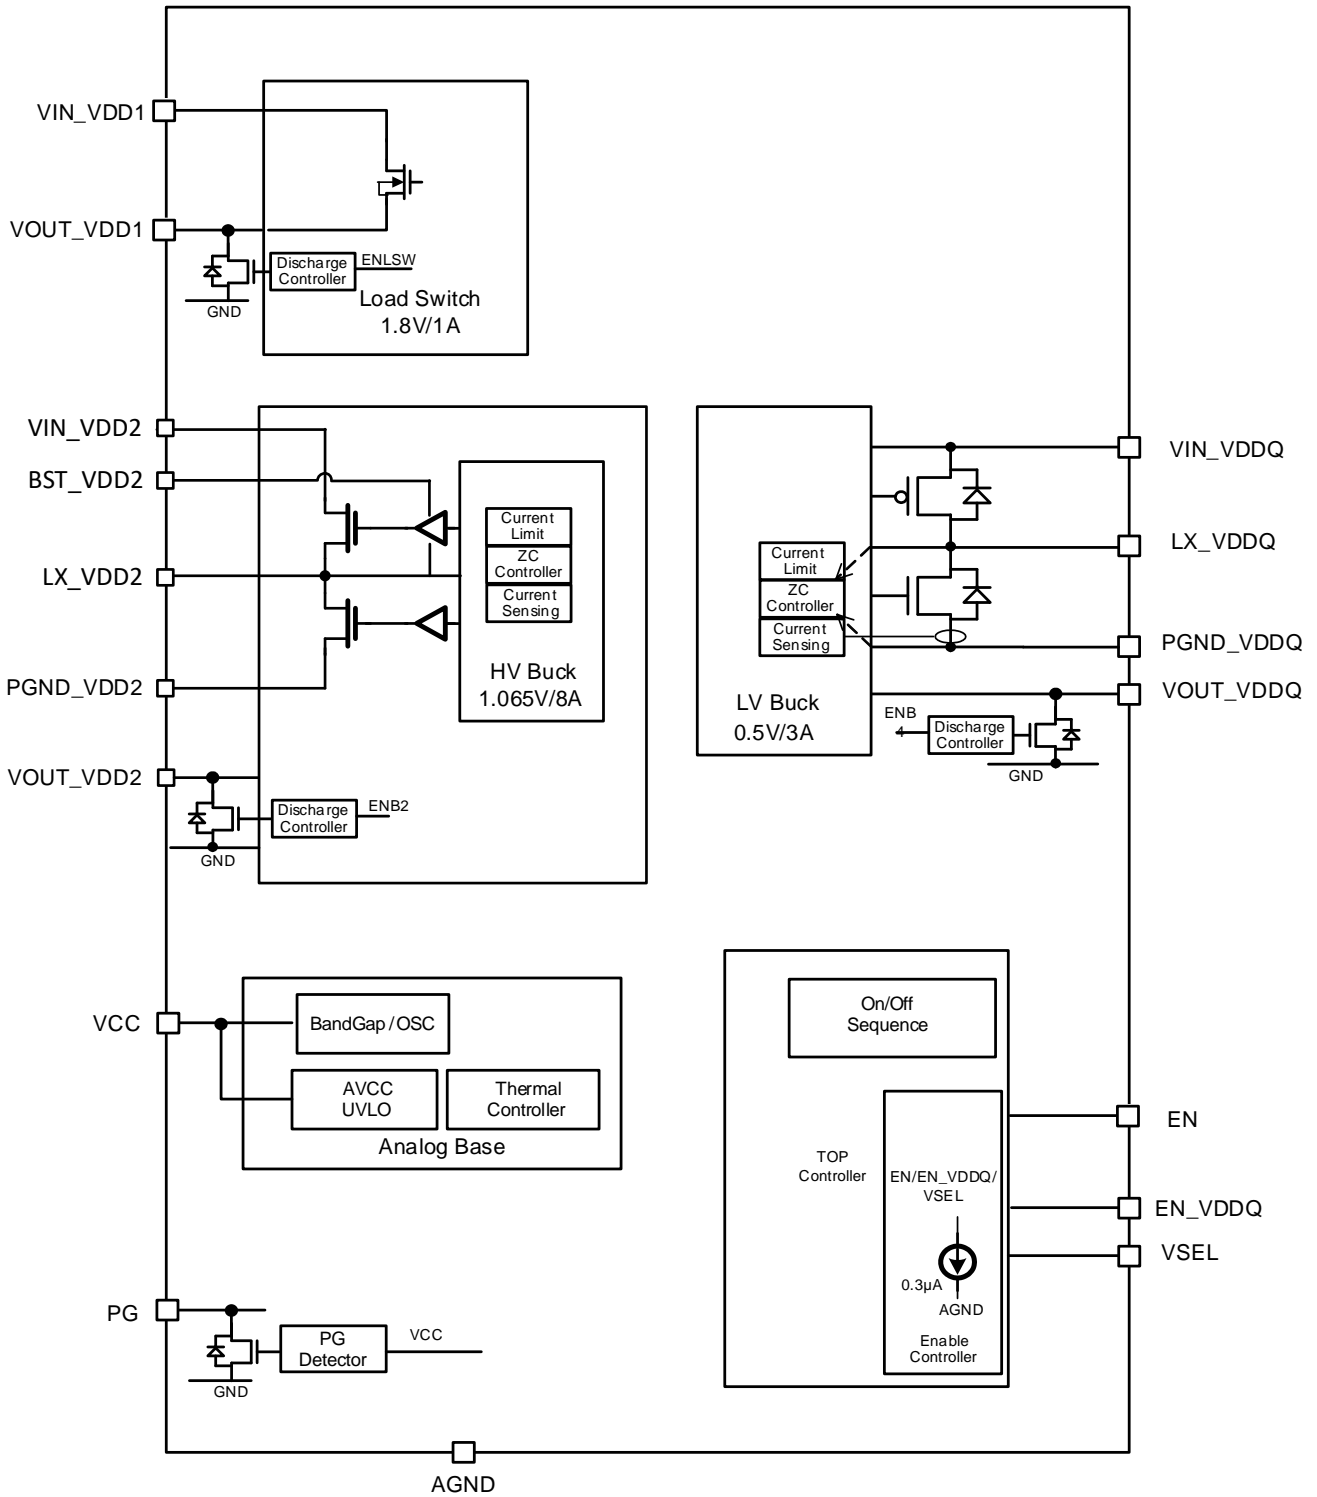 VIN_VDD1
VOUT_VDD1
Discharge
Controller
ENLSW
GND
Load Switch
1.8V/1A
VIN_VDD2
BST_VDD2
LX_VDD2
PGND_VDD2
VOUT_VDD2
Current
Limit
ZC
Controller
Current
Sensing
HV Buck
1.065V/8A
Discharge
Controller
ENB2
GND
Current
Limit
ZC
Controller
Current
Sensing
LV Buck
0.5V/3A
VIN_VDDQ
LX_VDDQ
PGND_VDDQ
VOUT_VDDQ
ENB
4
Discharge
Controller
GND
VCC
BandGap/OSC
AVCC
UVLO
Thermal
Controller
Analog Base
On/Off
Sequence
TOP
Controller
EN/EN_VDDQ/
VSEL
0.3μA
AGND
Enable
Controller
EN
EN_VDDQ
VSEL
PG
PG
Detector
VCC
GND
AGND